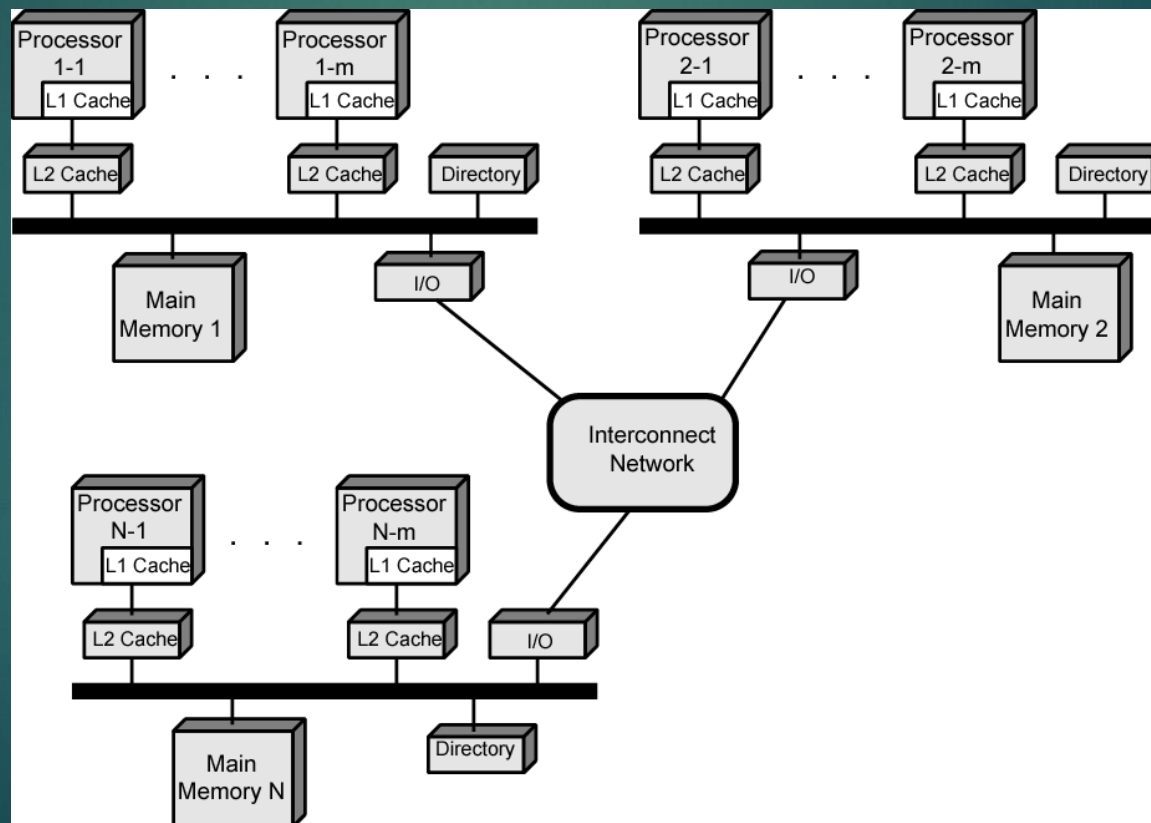 Processor
1-1
L1 Cache
L2 Cache
. . .
Processor
1-m
L1 Cache
L2 Cache
Directory
Main
Memory 1
I/O
Processor
2-1
L1 Cache
L2 Cache
. . .
Processor
2-m
L1 Cache
L2 Cache
Directory
I/O
Main
Memory 2
Interconnect
Network
Processor
N-1
L1 Cache
L2 Cache
. . .
Processor
N-m
L1 Cache
L2 Cache
I/O
Main
Memory N
Directory